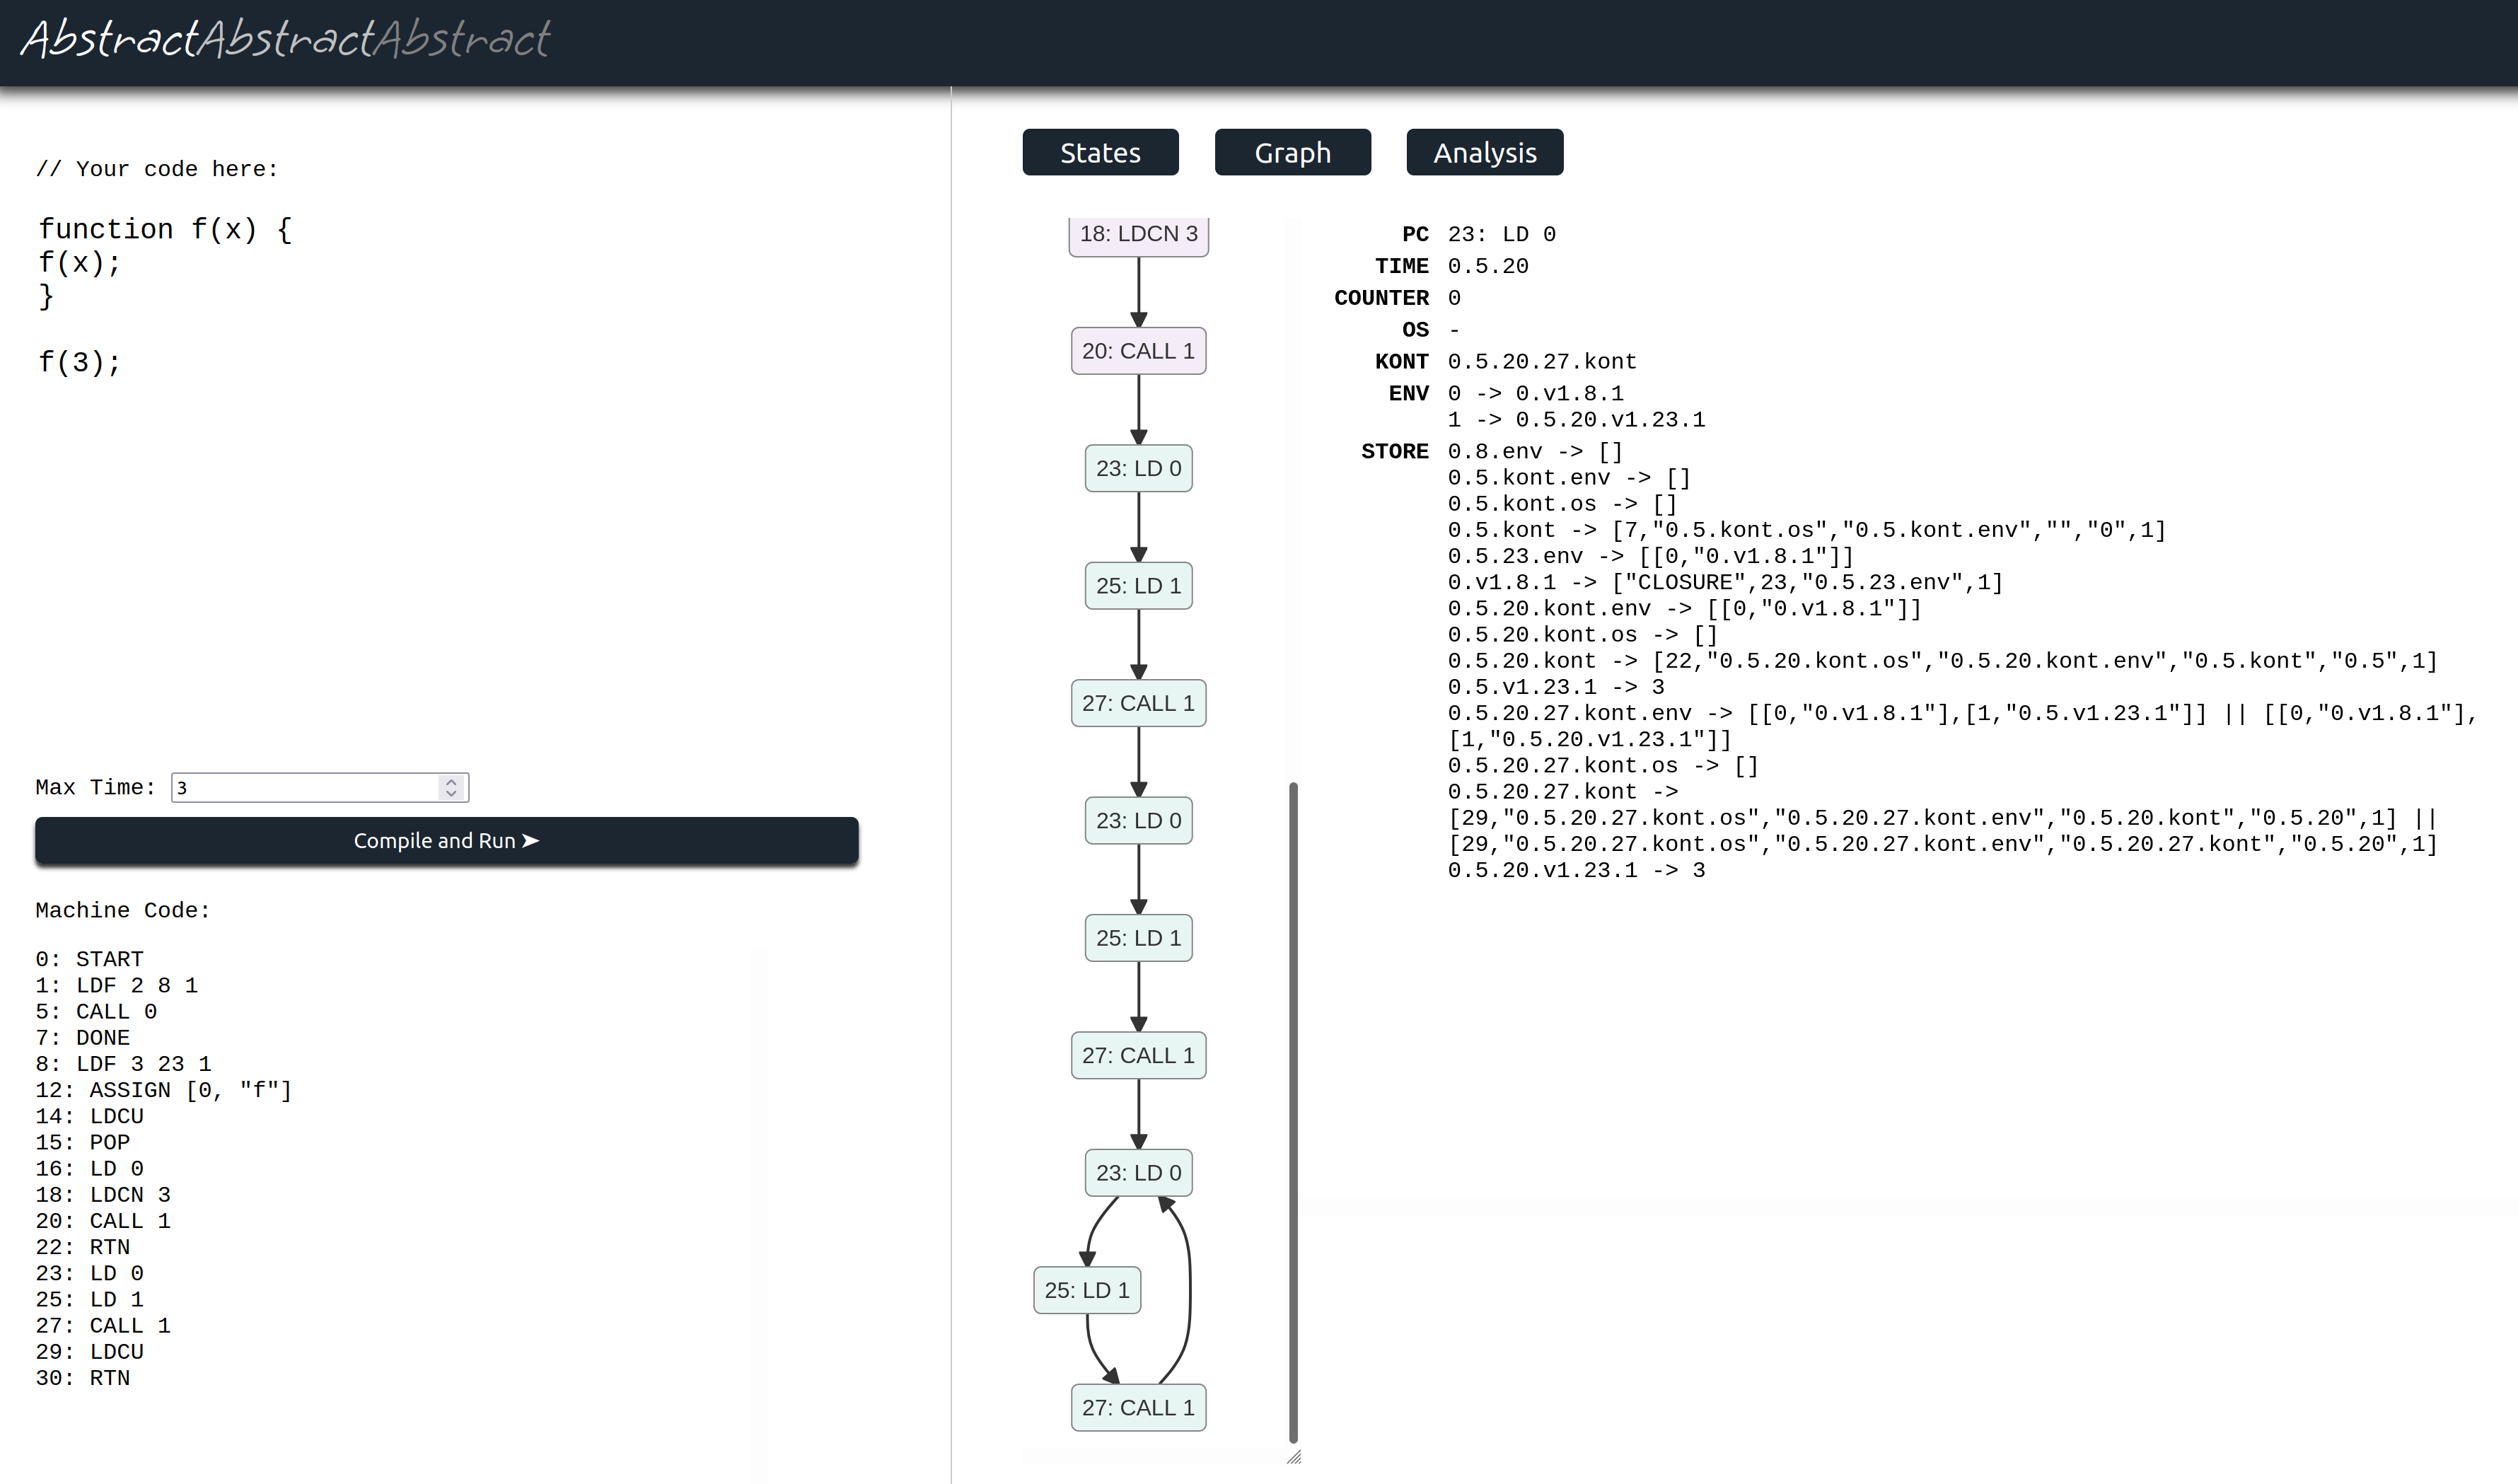 AbstractAbstractAbstract
// Your code here:
function f(x) {
f(x);
}
f(3);
Max Time: 3
Compile and Run ➤
Machine Code:
0: START
1: LDF 2 8 1
5: CALL 0
7: DONE
8: LDF 3 23 1
12: ASSIGN [0, "f"]
14: LDCU
15: POP
16: LD 0
18: LDCN 3
20: CALL 1
22: RTN
23: LD 0
25: LD 1
27: CALL 1
29: LDCU
30: RTN
States Graph Analysis
18: LDCN 3
20: CALL 1
23: LD 0
25: LD 1
27: CALL 1
23: LD 0
25: LD 1
27: CALL 1
23: LD 0
25: LD 1
27: CALL 1
PC 23: LD 0
TIME 0.5.20
COUNTER 0
OS -
KONT 0.5.20.27.kont
ENV 0 -> 0.v1.8.1
1 -> 0.5.20.v1.23.1
STORE 0.8.env -> []
0.5.kont.env -> []
0.5.kont.os -> []
0.5.kont -> [7,"0.5.kont.os","0.5.kont.env","","0",1]
0.5.23.env -> [[0,"0.v1.8.1"]]
0.v1.8.1 -> ["CLOSURE",23,"0.5.23.env",1]
0.5.20.kont.env -> [[0,"0.v1.8.1"]]
0.5.20.kont.os -> []
0.5.20.kont -> [22,"0.5.20.kont.os","0.5.20.kont.env","0.5.kont","0.5",1]
0.5.v1.23.1 -> 3
0.5.20.27.kont.env -> [[0,"0.v1.8.1"],[1,"0.5.v1.23.1"]] || [[0,"0.v1.8.1"],
[1,"0.5.20.v1.23.1"]]
0.5.20.27.kont.os -> []
0.5.20.27.kont ->
[29,"0.5.20.27.kont.os","0.5.20.27.kont.env","0.5.20.kont","0.5.20",1] ||
[29,"0.5.20.27.kont.os","0.5.20.27.kont.env","0.5.20.27.kont","0.5.20",1]
0.5.20.v1.23.1 -> 3